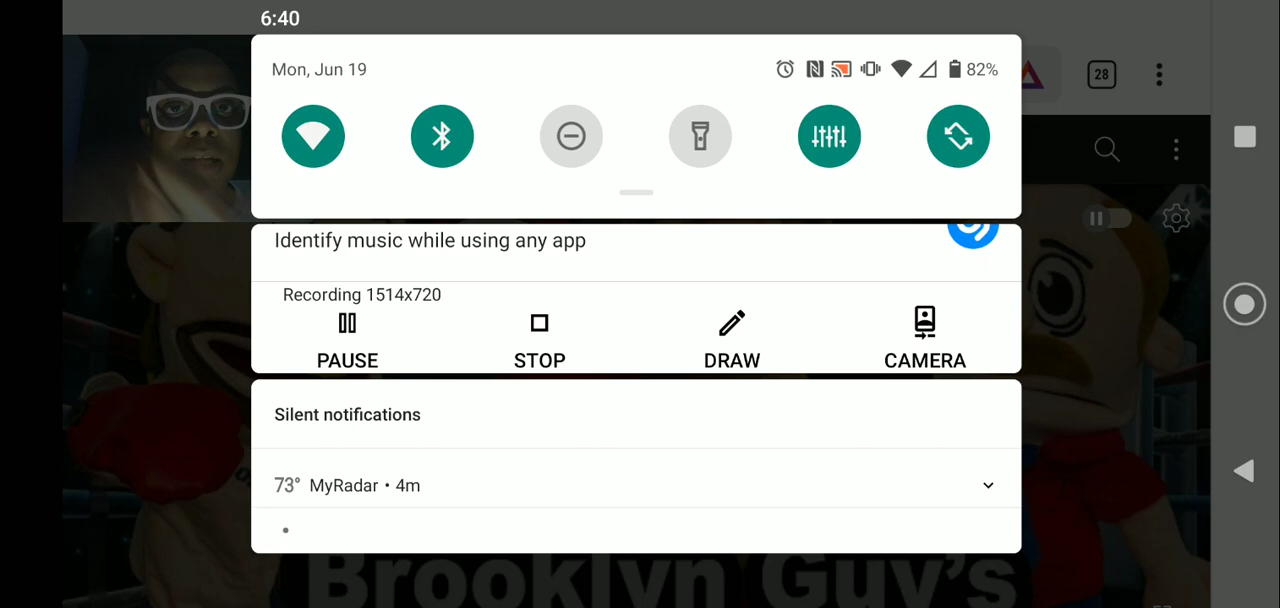 6:40
Mon, Jun 19
82%
28
Identify music while using any app
Recording 1514x720
PAUSE
STOP
DRAW
CAMERA
Silent notifications
73° MyRadar • 4m
Brooklyn Guy's